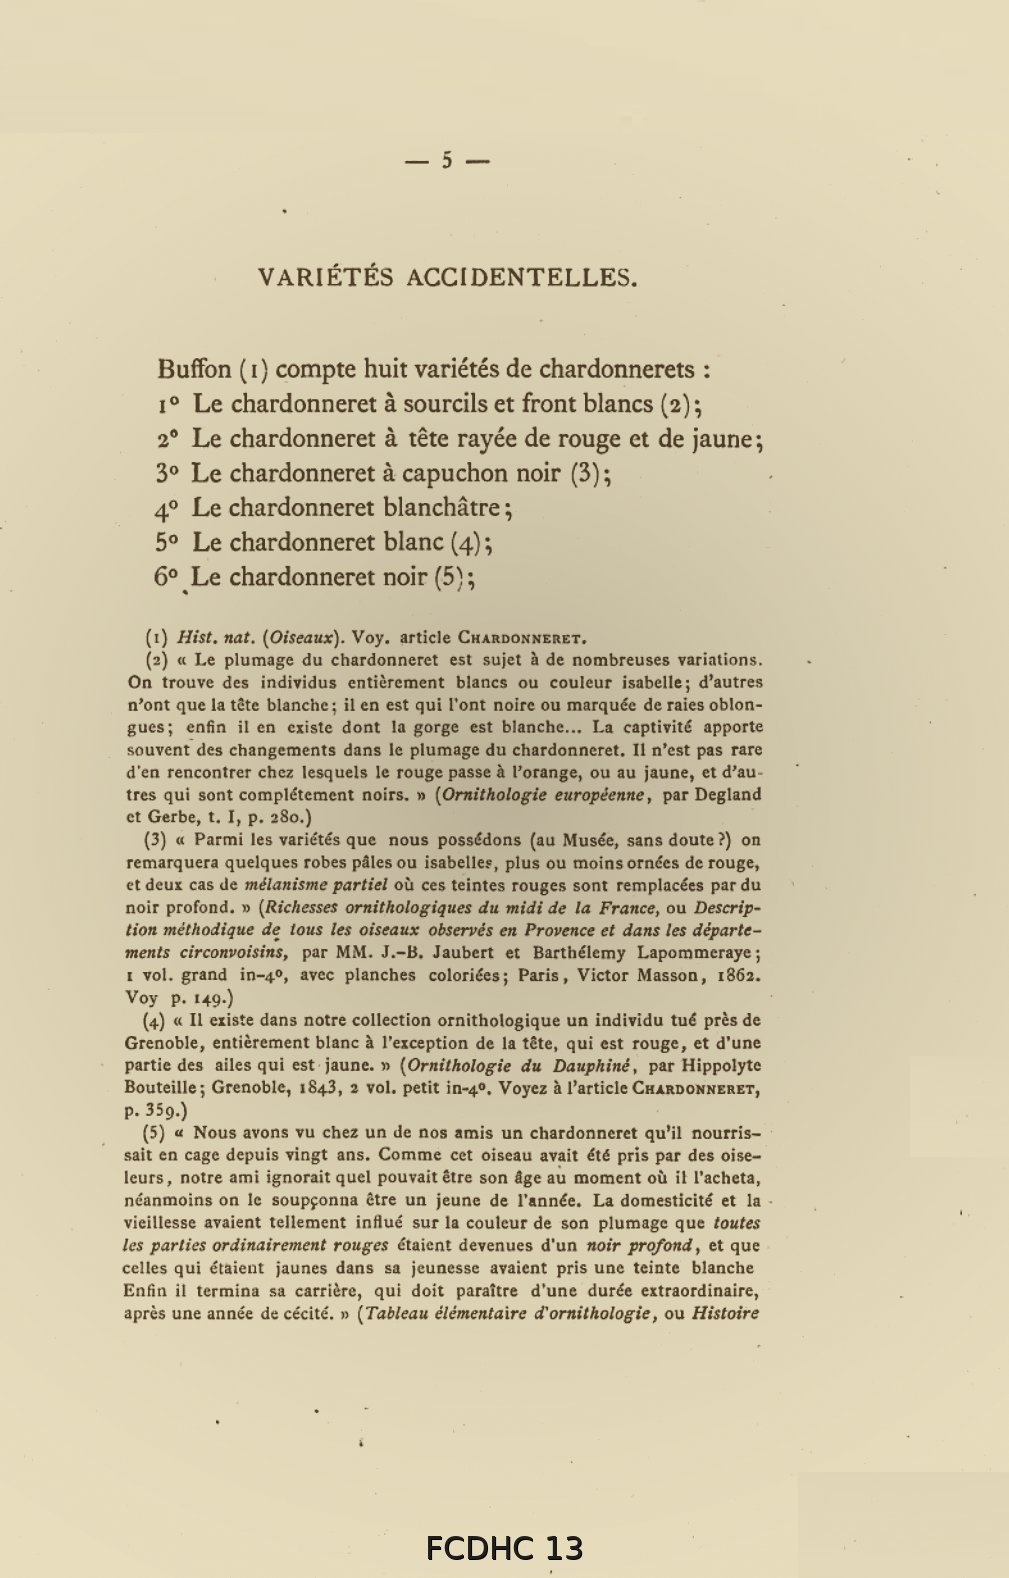 — 5 —
VARIÉTÉS ACCIDENTELLES.
Buffon (1) compte huit variétés de chardonnerets :
1° Le chardonneret à sourcils et front blancs (2);
2° Le chardonneret à tête rayée de rouge et de jaune;
3° Le chardonneret à capuchon noir (3);
4° Le chardonneret blanchâtre;
5° Le chardonneret blanc (4);
6° Le chardonneret noir (5);
(1) Hist. nat. (Oiseaux). Voy. article CHARDONNERET.
(2) « Le plumage du chardonneret est sujet à de nombreuses variations.
On trouve des individus entièrement blancs ou couleur isabelle; d'autres
n'ont que la tête blanche; il en est qui l'ont noire ou marquée de raies oblon-
gues; enfin il en existe dont la gorge est blanche... La captivité apporte
souvent des changements dans le plumage du chardonneret. Il n'est pas rare
d'en rencontrer chez lesquels le rouge passe à l'orange, ou au jaune, et d'au-
tres qui sont complétement noirs. » (Ornithologie européenne, par Degland
et Gerbe, t. I, p. 280.)
(3) « Parmi les variétés que nous possédons (au Musée, sans doute ?) on
remarquera quelques robes pâles ou isabelles, plus ou moins ornées de rouge,
et deux cas de mélanisme partiel où ces teintes rouges sont remplacées par du
noir profond. » (Richesses ornithologiques du midi de la France, ou Descrip-
tion méthodique de tous les oiseaux observés en Provence et dans les départe-
ments circonvoisins, par MM. J.-B. Jaubert et Barthélemy Lapommeraye;
1 vol. grand in-4°, avec planches coloriées; Paris, Victor Masson, 1862.
Voy p. 149.)
(4) « Il existe dans notre collection ornithologique un individu tué près de
Grenoble, entièrement blanc à l'exception de la tête, qui est rouge, et d'une
partie des ailes qui est jaune. » (Ornithologie du Dauphiné, par Hippolyte
Bouteille; Grenoble, 1843, 2 vol. petit in-4°. Voyez à l'article CHARDONNERET,
p. 359.)
(5) « Nous avons vu chez un de nos amis un chardonneret qu'il nourris-
sait en cage depuis vingt ans. Comme cet oiseau avait été pris par des oise-
leurs, notre ami ignorait quel pouvait être son âge au moment où il l'acheta,
néanmoins on le soupçonna être un jeune de l'année. La domesticité et la
vieillesse avaient tellement influé sur la couleur de son plumage que toutes
les parties ordinairement rouges étaient devenues d'un noir profond, et que
celles qui étaient jaunes dans sa jeunesse avaient pris une teinte blanche
Enfin il termina sa carrière, qui doit paraître d'une durée extraordinaire,
après une année de cécité. » (Tableau élémentaire d'ornithologie, ou Histoire
FCDHC 13